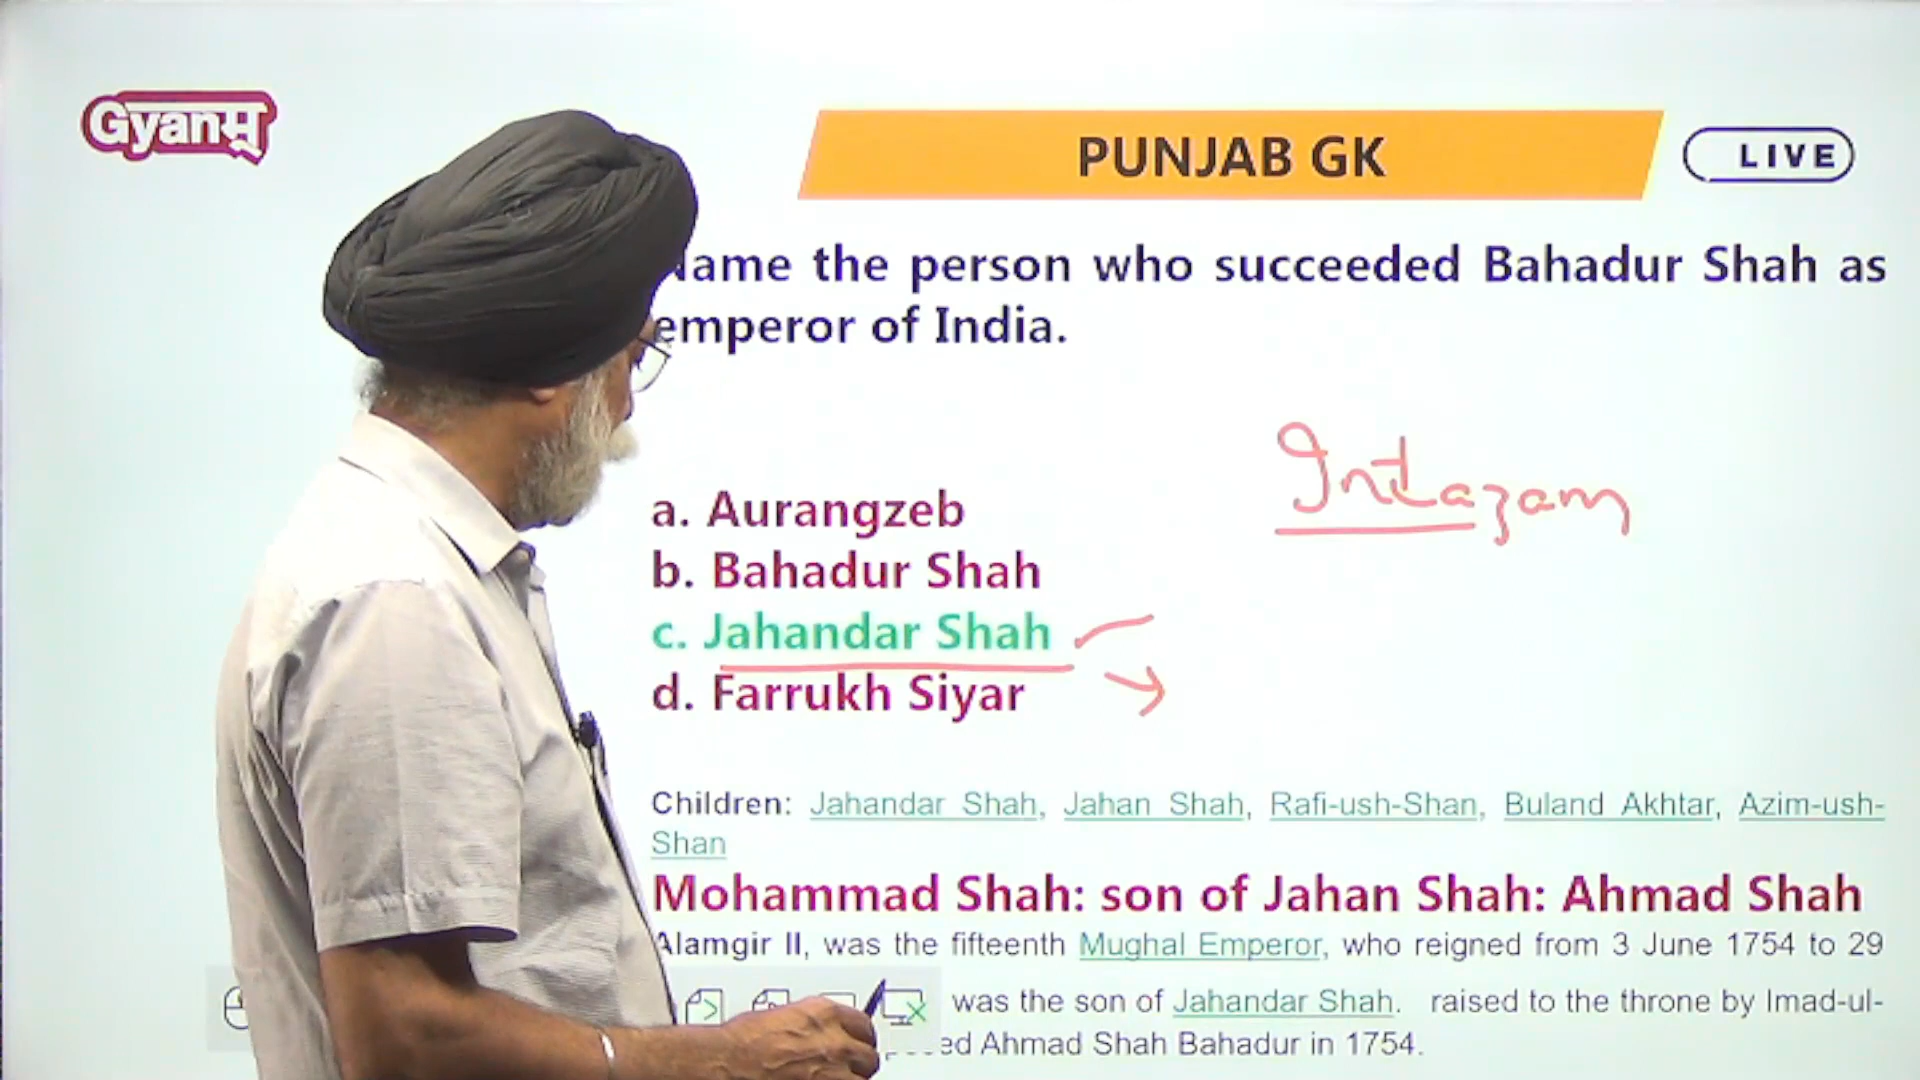 Gyanम्
PUNJAB GK
LIVE
ame the person who succeeded Bahadur Shah as
emperor of India.
Intazam
a. Aurangzeb
b. Bahadur Shah
c. Jahandar Shah
d. Farrukh Siyar
Children: Jahandar Shah, Jahan Shah, Rafi-ush-Shan, Buland Akhtar, Azim-ush-
Shan
Mohammad Shah: son of Jahan Shah: Ahmad Shah
Alamgir II, was the fifteenth Mughal Emperor, who reigned from 3 June 1754 to 29
was the son of Jahandar Shah. raised to the throne by Imad-ul-
ed Ahmad Shah Bahadur in 1754.